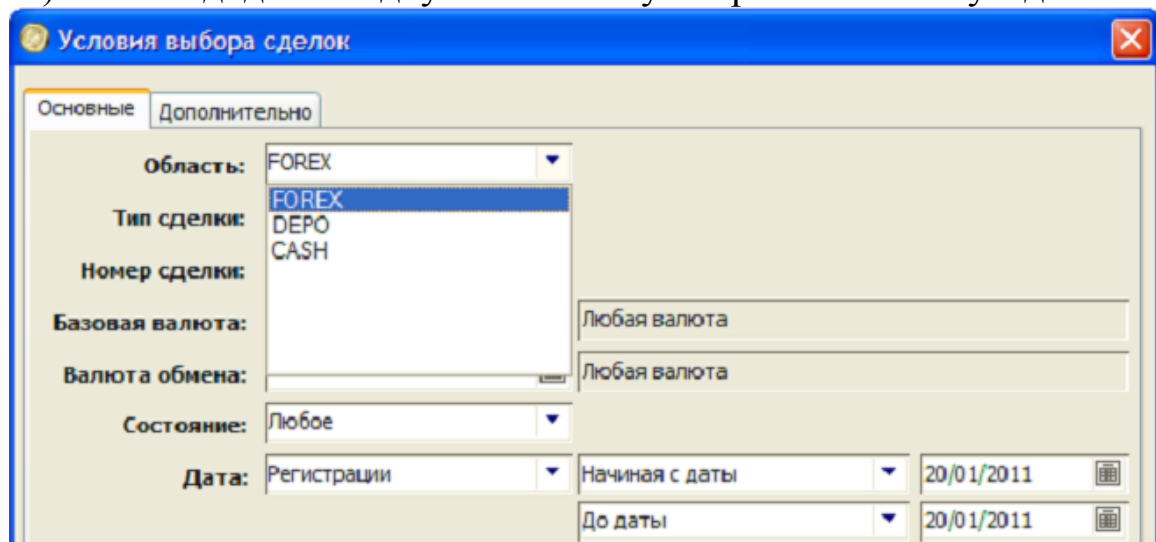 Условия выбора сделок
Основные Дополнительно
Область: FOREX
FOREX
Тип сделки: DEPO
CASH
Номер сделки:
Базовая валюта: Любая валюта
Валюта обмена: Любая валюта
Состояние: Любое
Дата: Регистрации Начиная с даты 20/01/2011
До даты 20/01/2011